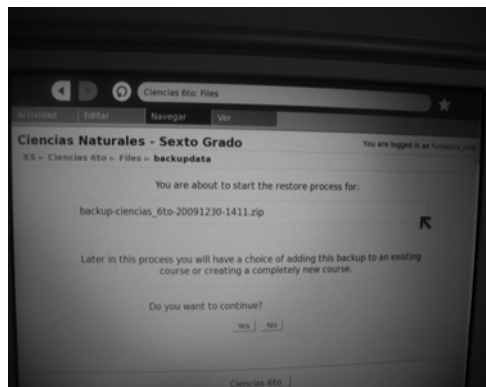 Ciencias 6to: Files
Actividad Editar Navegar Ver
Ciencias Naturales - Sexto Grado
You are logged in as
XS ► Ciencias 6to ► Files ► backupdata
You are about to start the restore process for:
backup-ciencias_6to-20091230-1411.zip
Later in this process you will have a choice of adding this backup to an existing
course or creating a completely new course.
Do you want to continue?
Yes No
Ciencias 6to